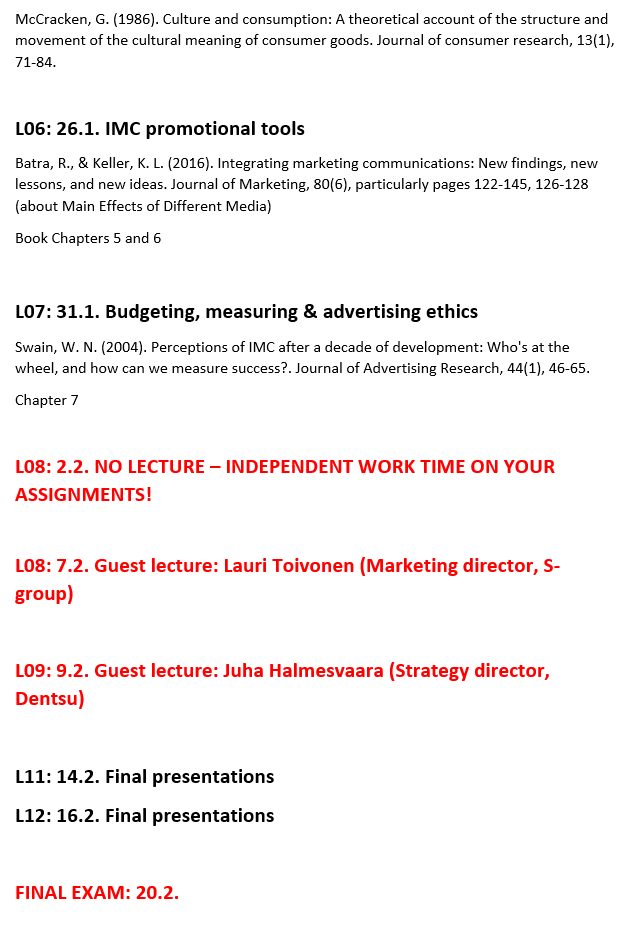 McCracken, G. (1986). Culture and consumption: A theoretical account of the structure and
movement of the cultural meaning of consumer goods. Journal of consumer research, 13(1),
71-84.
L06: 26.1. IMC promotional tools
Batra, R., & Keller, K. L. (2016). Integrating marketing communications: New findings, new
lessons, and new ideas. Journal of Marketing, 80(6), particularly pages 122-145, 126-128
(about Main Effects of Different Media)
Book Chapters 5 and 6
L07: 31.1. Budgeting, measuring & advertising ethics
Swain, W. N. (2004). Perceptions of IMC after a decade of development: Who's at the
wheel, and how can we measure success?. Journal of Advertising Research, 44(1), 46-65.
Chapter 7
L08: 2.2. NO LECTURE – INDEPENDENT WORK TIME ON YOUR
ASSIGNMENTS!
L08: 7.2. Guest lecture: Lauri Toivonen (Marketing director, S-
group)
L09: 9.2. Guest lecture: Juha Halmesvaara (Strategy director,
Dentsu)
L11: 14.2. Final presentations
L12: 16.2. Final presentations
FINAL EXAM: 20.2.